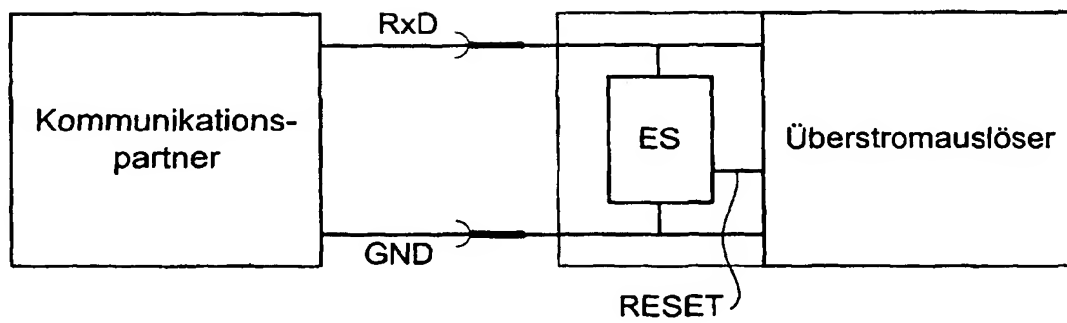 RxD
Kommunikations-
partner
ES
Überstromauslöser
GND
RESET